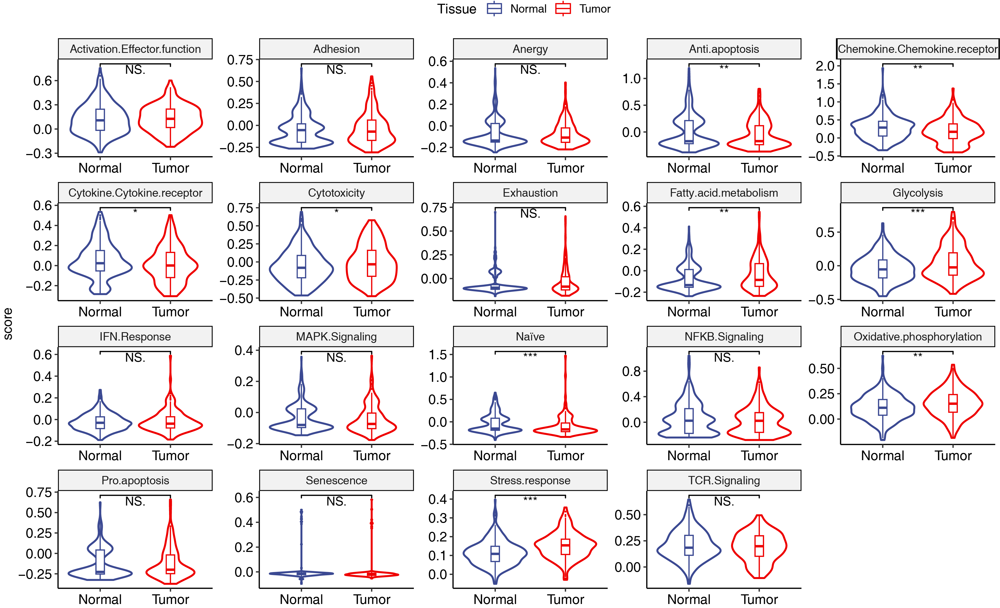 Tissue Normal Tumor
Activation.Effector.function Adhesion Anergy Anti.apoptosis Chemokine.Chemokine.receptor
NS. NS. NS. ** **
0.6 0.3 0.0 −0.3
0.75 0.50 0.25 0.00 −0.25
0.6 0.4 0.2 0.0 −0.2
1.0 0.5 0.0
2.0 1.5 1.0 0.5 0.0 −0.5
Normal Tumor Normal Tumor Normal Tumor Normal Tumor Normal Tumor
Cytokine.Cytokine.receptor Cytotoxicity Exhaustion Fatty.acid.metabolism Glycolysis
* * NS. ** ***
0.6 0.4 0.2 0.0 −0.2
0.75 0.50 0.25 0.00 −0.25 −0.50
0.75 0.50 0.25 0.00
0.6 0.4 0.2 0.0 −0.2
0.5 0.0 −0.5
Normal Tumor Normal Tumor Normal Tumor Normal Tumor Normal Tumor
score
IFN.Response MAPK.Signaling Naïve NFKB.Signaling Oxidative.phosphorylation
NS. NS. *** NS. **
0.6 0.4 0.2 0.0 −0.2
0.4 0.2 0.0 −0.2
1.5 1.0 0.5 0.0 −0.5
0.8 0.4 0.0
0.50 0.25 0.00
Normal Tumor Normal Tumor Normal Tumor Normal Tumor Normal Tumor
Pro.apoptosis Senescence Stress.response TCR.Signaling
NS. NS. *** NS.
0.75 0.50 0.25 0.00 −0.25
0.6 0.4 0.2 0.0
0.4 0.3 0.2 0.1 0.0
0.50 0.25 0.00
Normal Tumor Normal Tumor Normal Tumor Normal Tumor